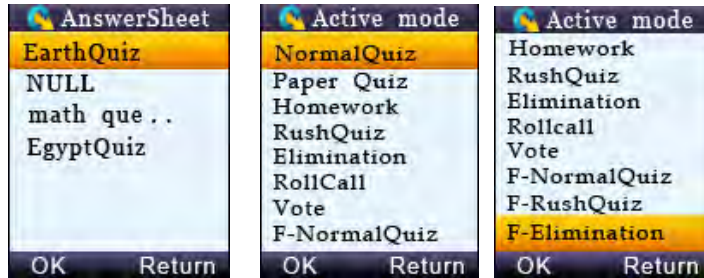 AnswerSheet
EarthQuiz
NULL
math que . .
EgyptQuiz
OK Return
Active mode
NormalQuiz
Paper Quiz
Homework
RushQuiz
Elimination
RollCall
Vote
F-NormalQuiz
OK Return
Active mode
Homework
RushQuiz
Elimination
Rollcall
Vote
F-NormalQuiz
F-RushQuiz
F-Elimination
OK Return